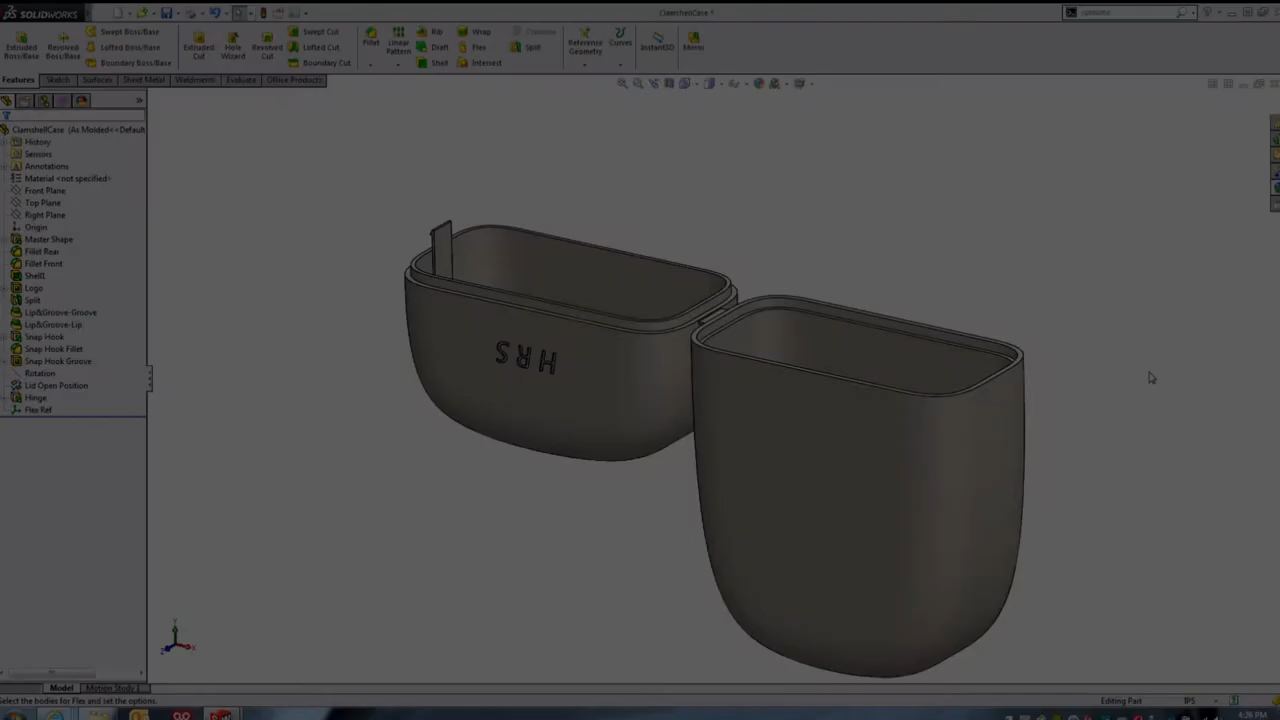 SOLIDWORKS
ClamshellCase *
Extruded Boss/Base
Revolved Boss/Base
Swept Boss/Base
Lofted Boss/Base
Boundary Boss/Base
Extruded Cut
Hole Wizard
Revolved Cut
Swept Cut
Lofted Cut
Boundary Cut
Fillet
Linear Pattern
Rib
Draft
Shell
Wrap
Flex
Intersect
Split
Reference Geometry
Curves
Instant3D
Mirror
Features
Sketch
Surfaces
Sheet Metal
Weldments
Evaluate
Office Products
ClamshellCase (As Molded<<Default
History
Sensors
Annotations
Material <not specified>
Front Plane
Top Plane
Right Plane
Origin
Master Shape
Fillet Rear
Fillet Front
Shell1
Logo
Split
Lip&Groove-Groove
Lip&Groove-Lip
Snap Hook
Snap Hook Fillet
Snap Hook Groove
Rotation
Lid Open Position
Hinge
Flex Ref
HRS
Y
X
Z
Model
Motion Study 1
Select the bodies for Flex and set the options.
Editing Part
IPS
4:26 PM